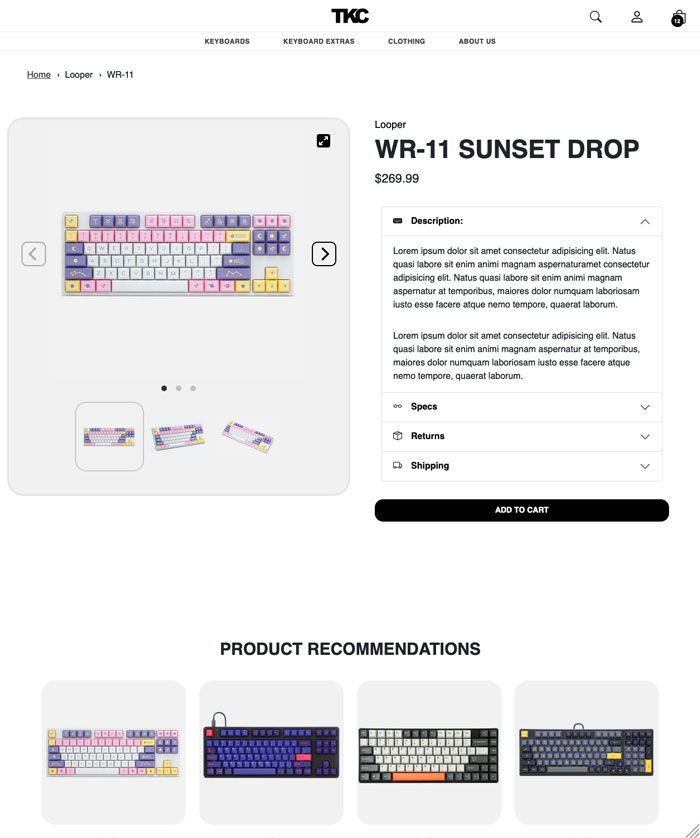 TKC
12
KEYBOARDS KEYBOARD EXTRAS CLOTHING ABOUT US
Home › Looper › WR-11
Looper
WR-11 SUNSET DROP
$269.99
Description:
Lorem ipsum dolor sit amet consectetur adipisicing elit. Natus
quasi labore sit enim animi magnam aspernaturamet consectetur
adipisicing elit. Natus quasi labore sit enim animi magnam
aspernatur at temporibus, maiores dolor numquam laboriosam
iusto esse facere atque nemo tempore, quaerat laborum.
Lorem ipsum dolor sit amet consectetur adipisicing elit. Natus
quasi labore sit enim animi magnam aspernatur at temporibus,
maiores dolor numquam laboriosam iusto esse facere atque
nemo tempore, quaerat laborum.
Specs
Returns
Shipping
ADD TO CART
PRODUCT RECOMMENDATIONS